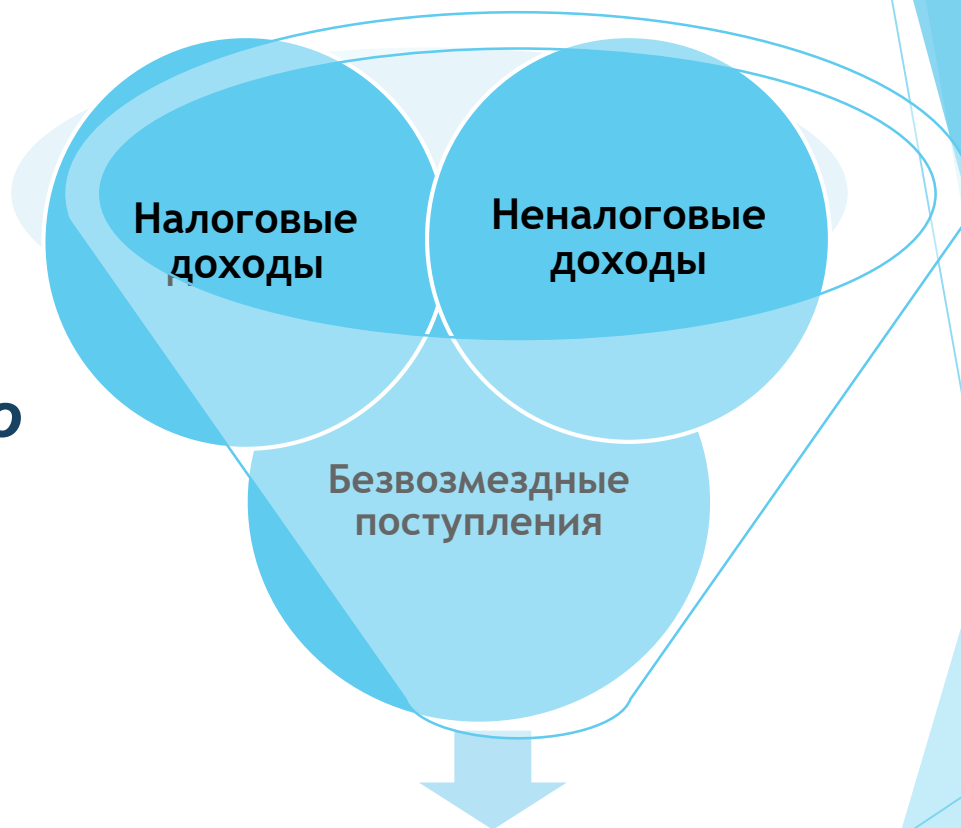 Налоговые
доходы
Неналоговые
доходы
о
Безвозмездные
поступления